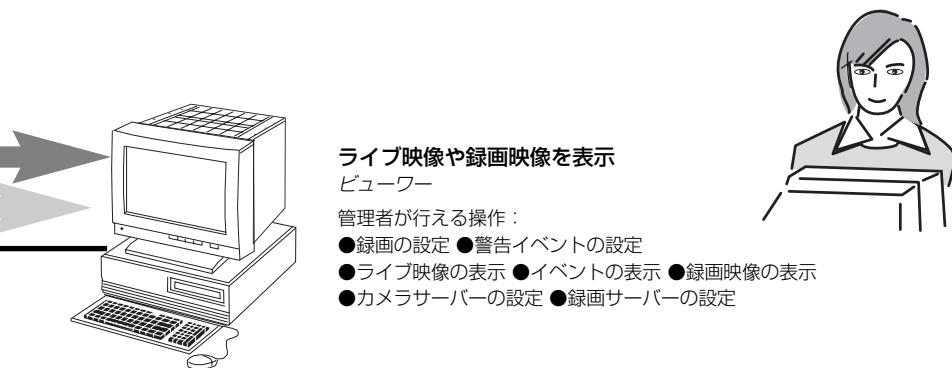 ライブ映像や録画映像を表示
ビューワー
管理者が行える操作：
●録画の設定 ●警告イベントの設定
●ライブ映像の表示 ●イベントの表示 ●録画映像の表示
●カメラサーバーの設定 ●録画サーバーの設定